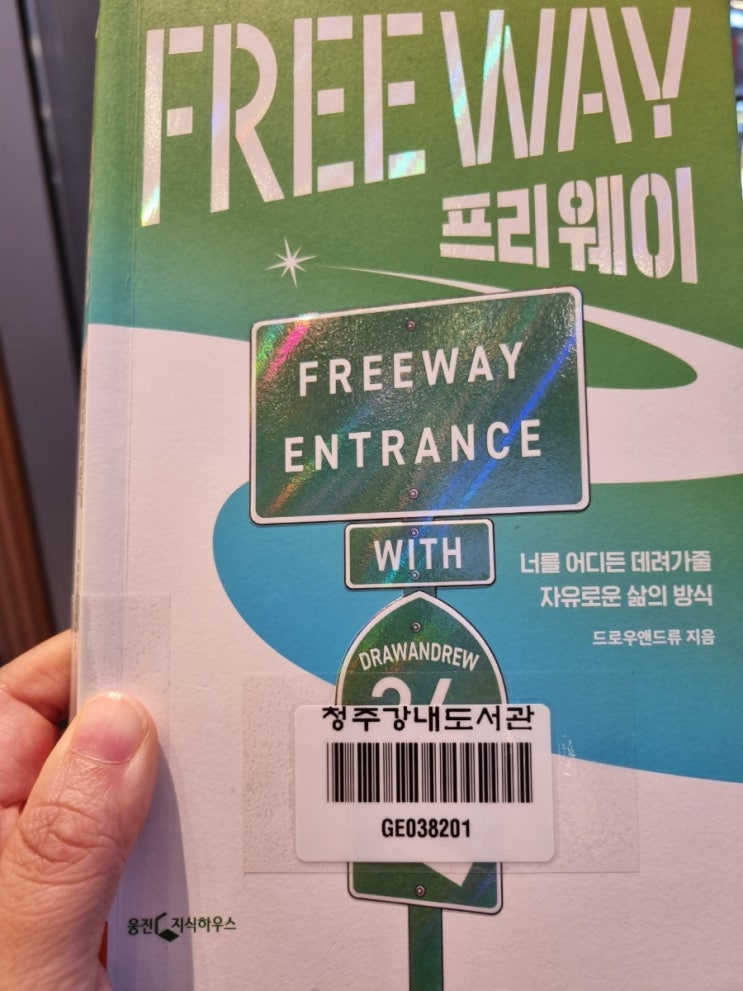 FREE WAY
프리웨이
FREEWAY
ENTRANCE
WITH
너를 어디든 데려가줄
자유로운 삶의 방식
드로우앤드류 지음
DRAWANDREW
청주강내도서관
GE038201
웅진 지식하우스